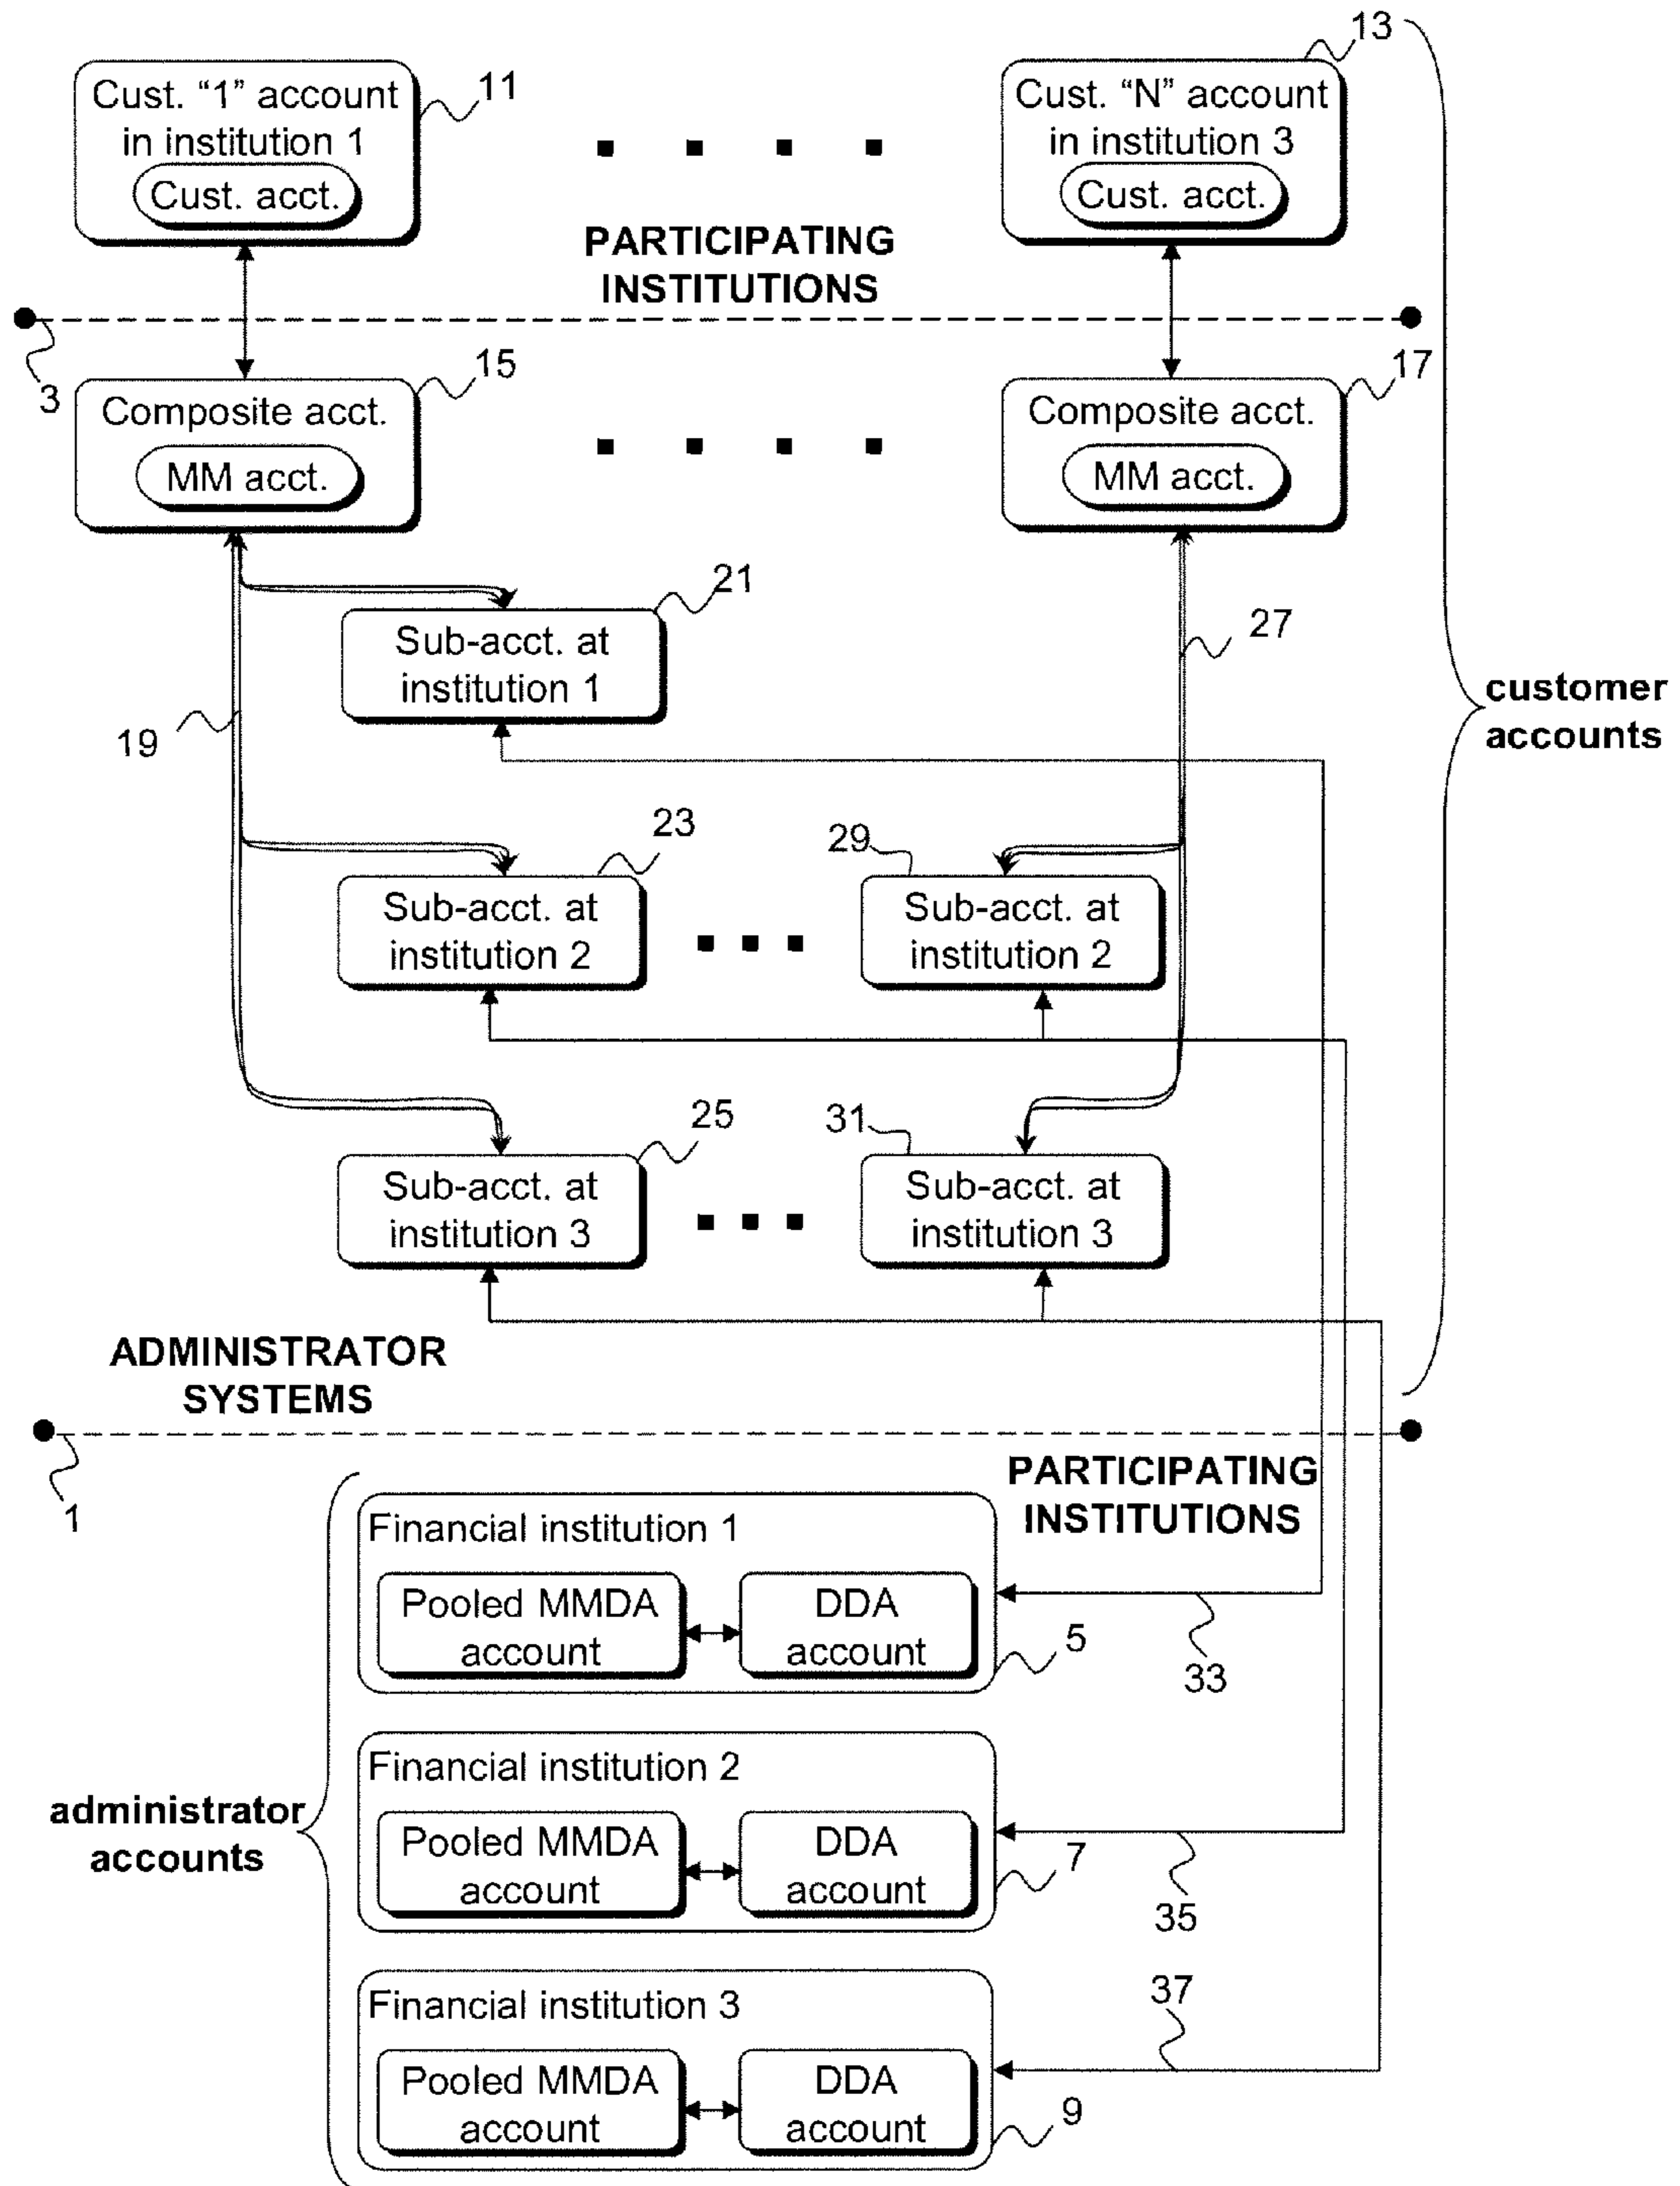 13
Cust. "1" account
in institution 1
Cust. acct.
11
Cust. "N" account
in institution 3
Cust. acct.
PARTICIPATING
INSTITUTIONS
3
15
17
Composite acct.
MM acct.
Composite acct.
MM acct.
21
Sub-acct. at
institution 1
27
customer
accounts
19
23
29
Sub-acct. at
institution 2
Sub-acct. at
institution 2
25
31
Sub-acct. at
institution 3
Sub-acct. at
institution 3
ADMINISTRATOR
SYSTEMS
1
PARTICIPATING
INSTITUTIONS
Financial institution 1
Pooled MMDA
account
DDA
account
5
33
administrator
accounts
Financial institution 2
Pooled MMDA
account
DDA
account
7
35
Financial institution 3
Pooled MMDA
account
DDA
account
37
9